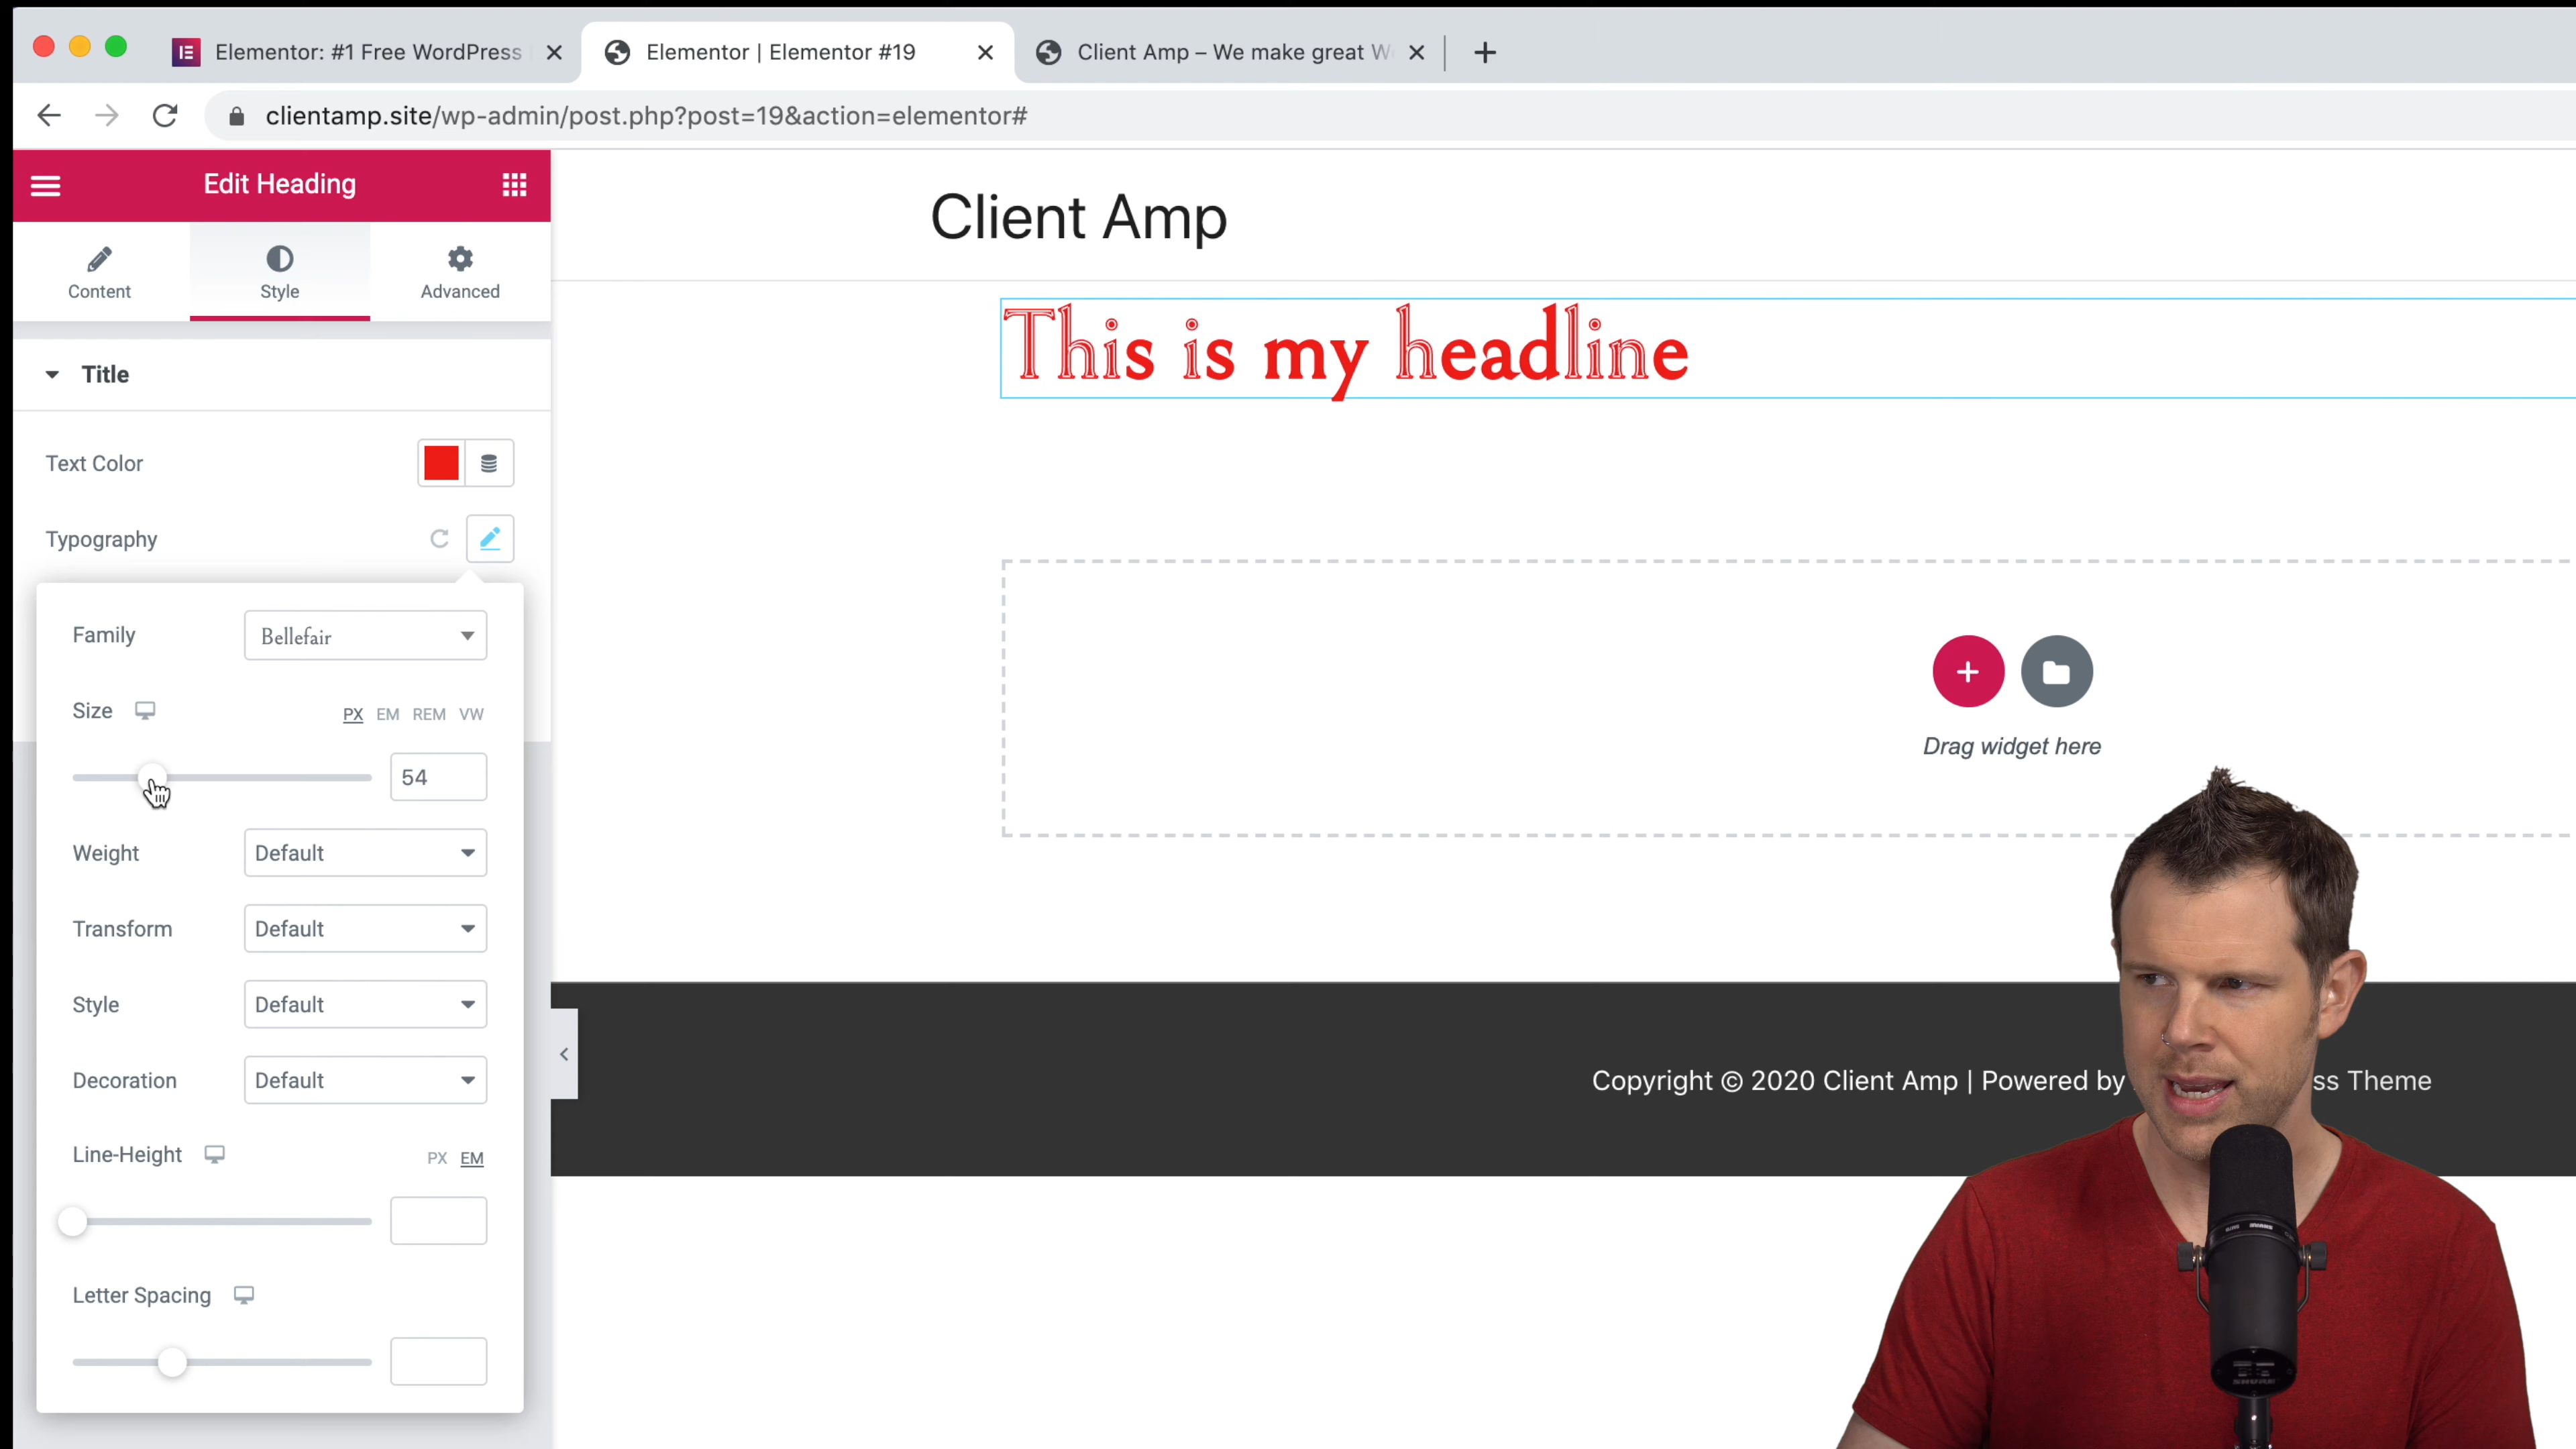 Elementor: #1 Free WordPress
Elementor | Elementor #19
Client Amp – We make great W
clientamp.site/wp-admin/post.php?post=19&action=elementor#
Edit Heading
Client Amp
Content
Style
Advanced
This is my headline
Title
Text Color
Typography
Family
Bellefair
Size
PX EM REM VW
Drag widget here
54
Weight
Default
Transform
Default
Style
Default
Decoration
Default
Copyright © 2020 Client Amp | Powered by
ss Theme
Line-Height
PX EM
Letter Spacing